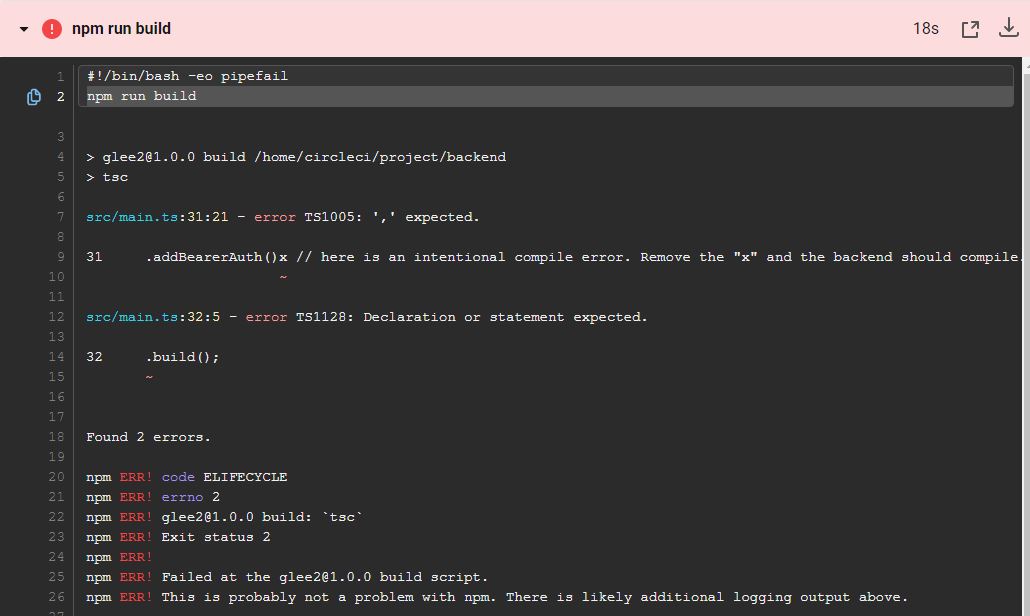 npm run build 18s
1 #!/bin/bash -eo pipefail
2 npm run build
3
4 > glee2@1.0.0 build /home/circleci/project/backend
5 > tsc
6
7 src/main.ts:31:21 - error TS1005: ',' expected.
8
9 31 .addBearerAuth()x // here is an intentional compile error. Remove the "x" and the backend should compile.
10 ~
11
12 src/main.ts:32:5 - error TS1128: Declaration or statement expected.
13
14 32 .build();
15 ~
16
17
18 Found 2 errors.
19
20 npm ERR! code ELIFECYCLE
21 npm ERR! errno 2
22 npm ERR! glee2@1.0.0 build: `tsc`
23 npm ERR! Exit status 2
24 npm ERR!
25 npm ERR! Failed at the glee2@1.0.0 build script.
26 npm ERR! This is probably not a problem with npm. There is likely additional logging output above.
27